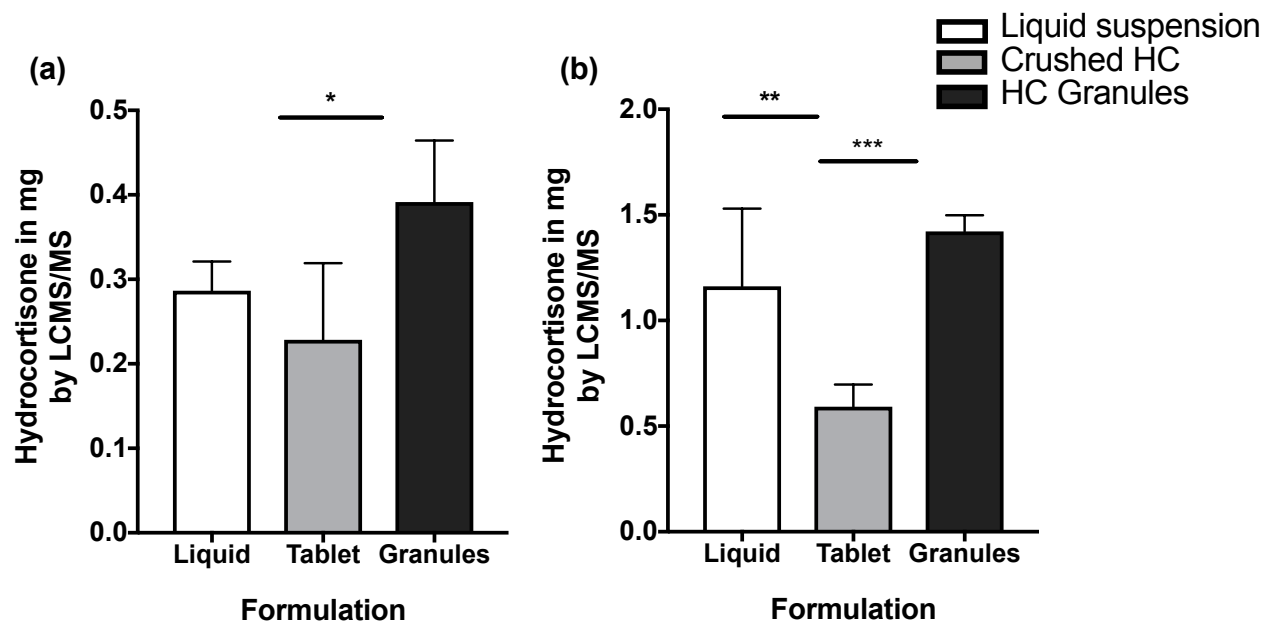 Liquid suspension
Crushed HC
HC Granules
(a)
*
0.5
0.4
0.3
0.2
0.1
0.0
Hydrocortisone in mg
by LCMS/MS
Liquid
Tablet
Granules
Formulation
(b)
**
***
2.0
1.5
1.0
0.5
0.0
Hydrocortisone in mg
by LCMS/MS
Liquid
Tablet
Granules
Formulation